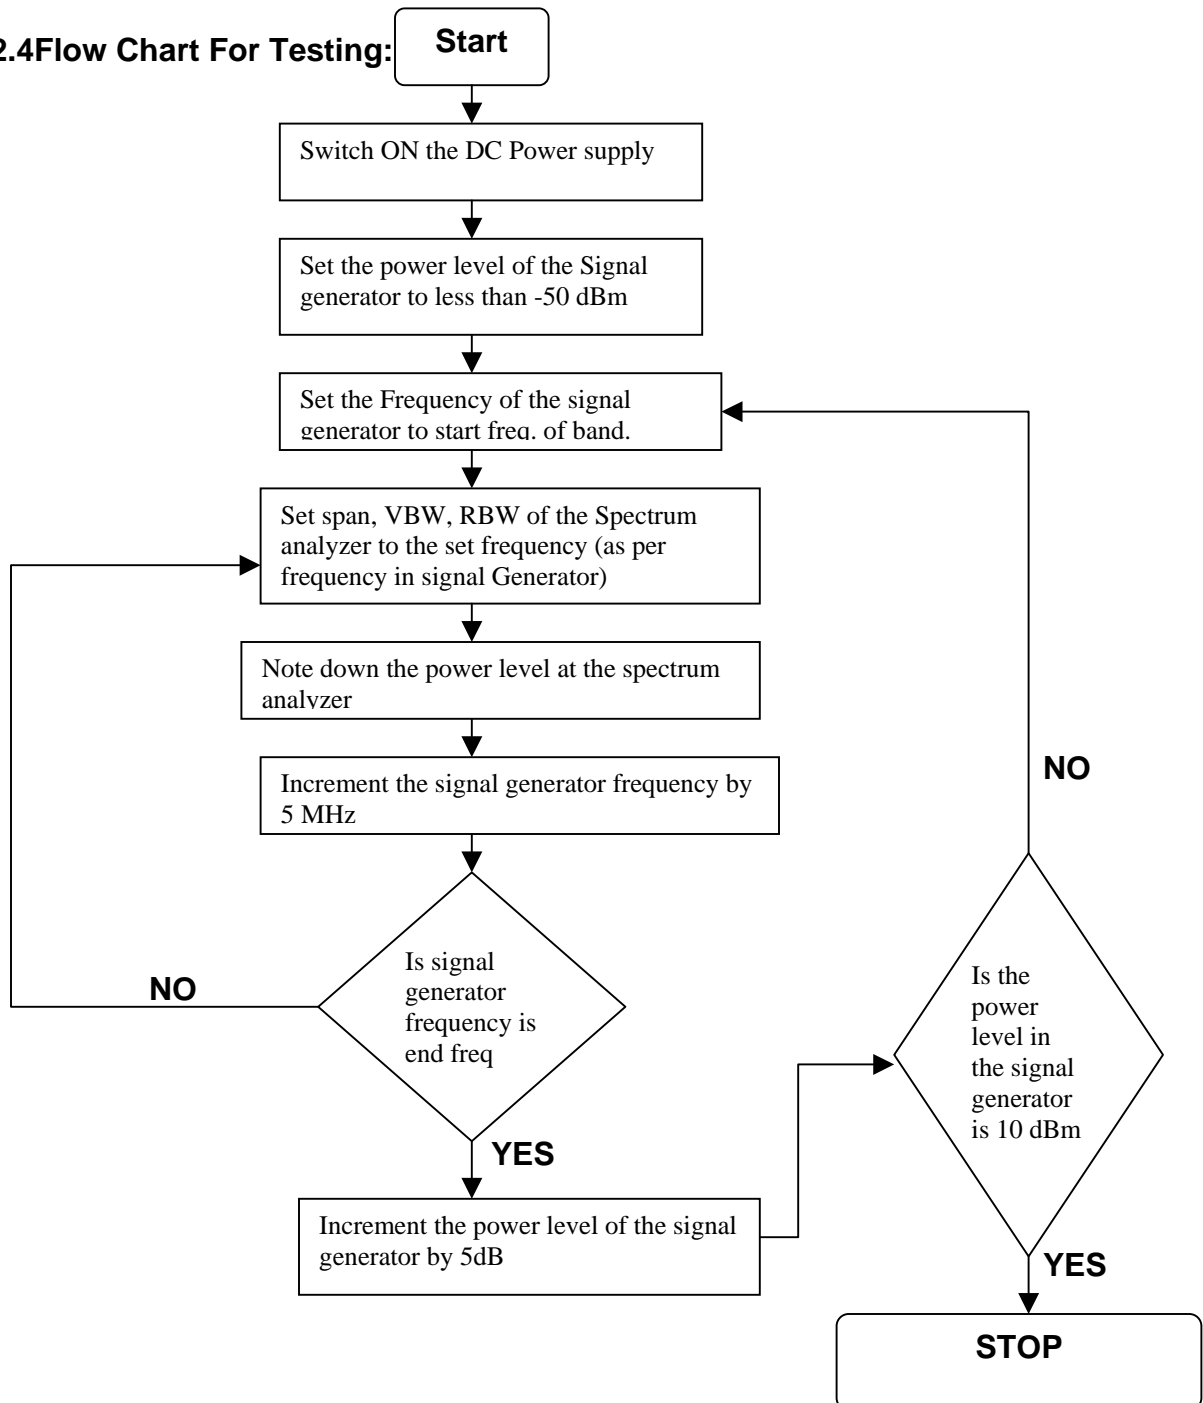 2.4Flow Chart For Testing:
Start
Switch ON the DC Power supply
Set the power level of the Signal
generator to less than -50 dBm
Set the Frequency of the signal
generator to start freq. of band.
Set span, VBW, RBW of the Spectrum
analyzer to the set frequency (as per
frequency in signal Generator)
Note down the power level at the spectrum
analyzer
Increment the signal generator frequency by
5 MHz
Is signal
generator
frequency is
end freq
NO
YES
Increment the power level of the signal
generator by 5dB
NO
Is the
power
level in
the signal
generator
is 10 dBm
YES
STOP